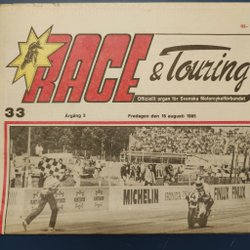 RACE
& Touring
Officiellt organ för Svenska Motorcykelförbundet
33
Årgång 3
Fredagen den 16 augusti 1985
MICHELIN